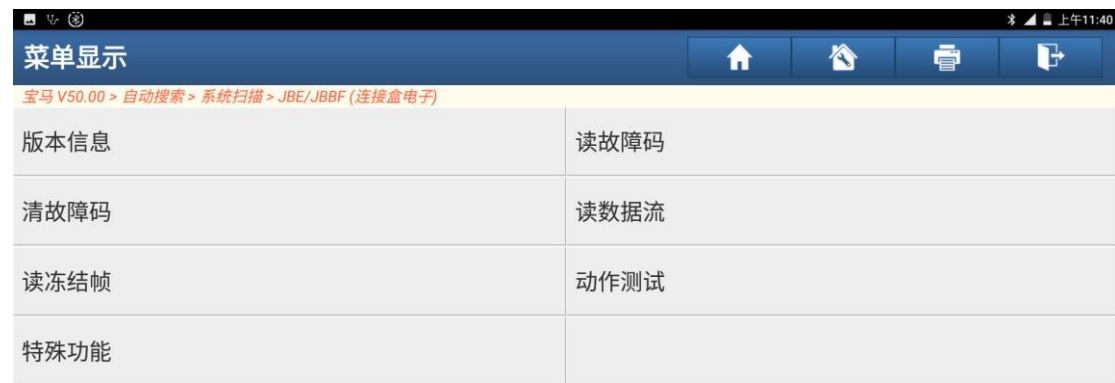 上午11:40
菜单显示
宝马 V50.00 > 自动搜索 > 系统扫描 > JBE/JBBF (连接盒电子)
版本信息 读故障码
清故障码 读数据流
读冻结帧 动作测试
特殊功能